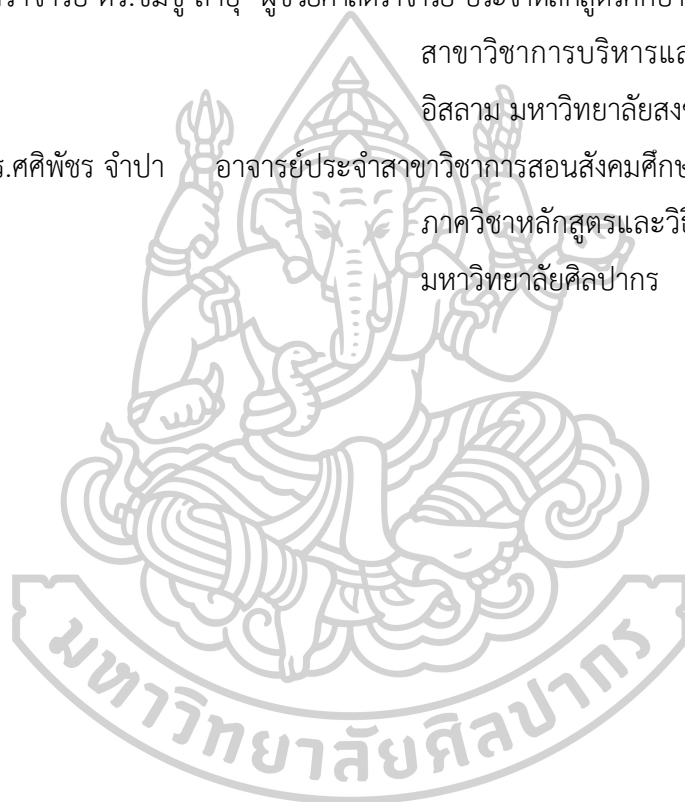 สาขาวิชาการบริหารและ
อิสลาม มหาวิทยาลัยสงข
ร.ศศิพัชร จำปา อาจารย์ประจำสาขาวิชาการสอนสังคมศึกษ
ภาควิชาหลักสูตรและวิธี
มหาวิทยาลัยศิลปากร
มหาวิทยาลัยศิลปากร